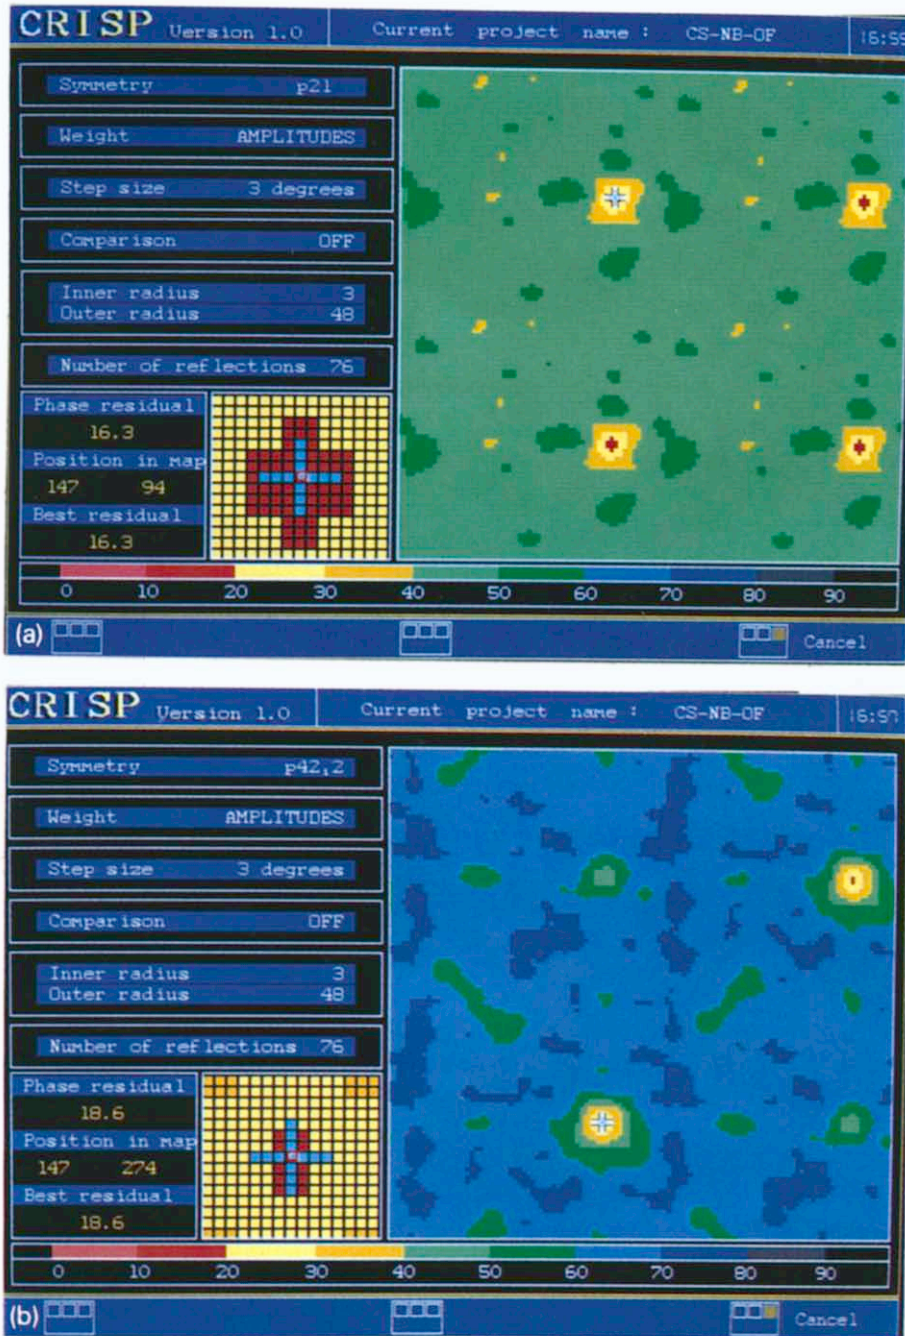 CRISP Version 1.0 Current project name : CS-NB-OF 16:55
Symmetry p21
Weight AMPLITUDES
Step size 3 degrees
Comparison OFF
Inner radius 3
Outer radius 48
Number of reflections 76
Phase residual
16.3
Position in map
147 94
Best residual
16.3
0 10 20 30 40 50 60 70 80 90
(a) Cancel
CRISP Version 1.0 Current project name : CS-NB-OF 16:57
Symmetry p42,2
Weight AMPLITUDES
Step size 3 degrees
Comparison OFF
Inner radius 3
Outer radius 48
Number of reflections 76
Phase residual
18.6
Position in map
147 274
Best residual
18.6
0 10 20 30 40 50 60 70 80 90
(b) Cancel